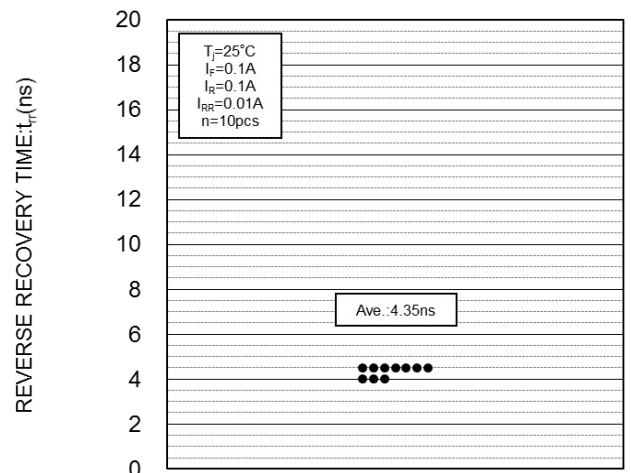 REVERSE RECOVERY TIME:trr(ns)
20
18
16
14
12
10
8
6
4
2
0
Tj=25°C
IF=0.1A
IR=0.1A
IRR=0.01A
n=10pcs
Ave.:4.35ns